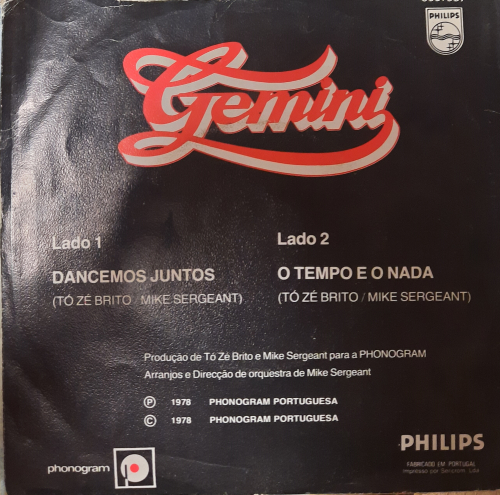 PHILIPS
Gemini
Lado 1
DANCEMOS JUNTOS
(TÓ ZÉ BRITO / MIKE SERGEANT)
Lado 2
O TEMPO E O NADA
(TÓ ZÉ BRITO / MIKE SERGEANT)
Produção de Tó Zé Brito e Mike Sergeant para a PHONOGRAM
Arranjos e Direcção de orquestra de Mike Sergeant
Ⓟ 1978 PHONOGRAM PORTUGUESA
© 1978 PHONOGRAM PORTUGUESA
phonogram
PHILIPS
FABRICADO EM PORTUGAL